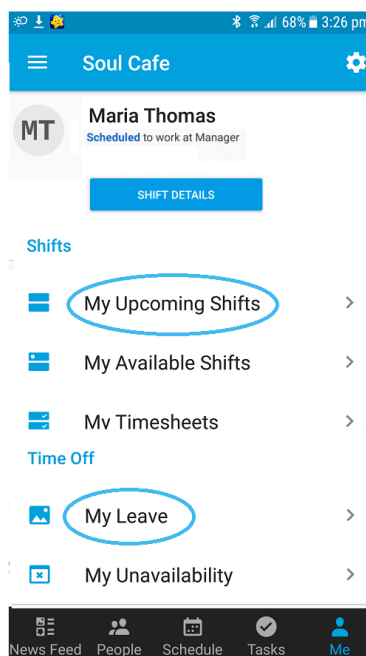 68% 3:26 pm
Soul Cafe
MT
Maria Thomas
Scheduled to work at Manager
SHIFT DETAILS
Shifts
My Upcoming Shifts
My Available Shifts
My Timesheets
Time Off
My Leave
My Unavailability
News Feed People Schedule Tasks Me